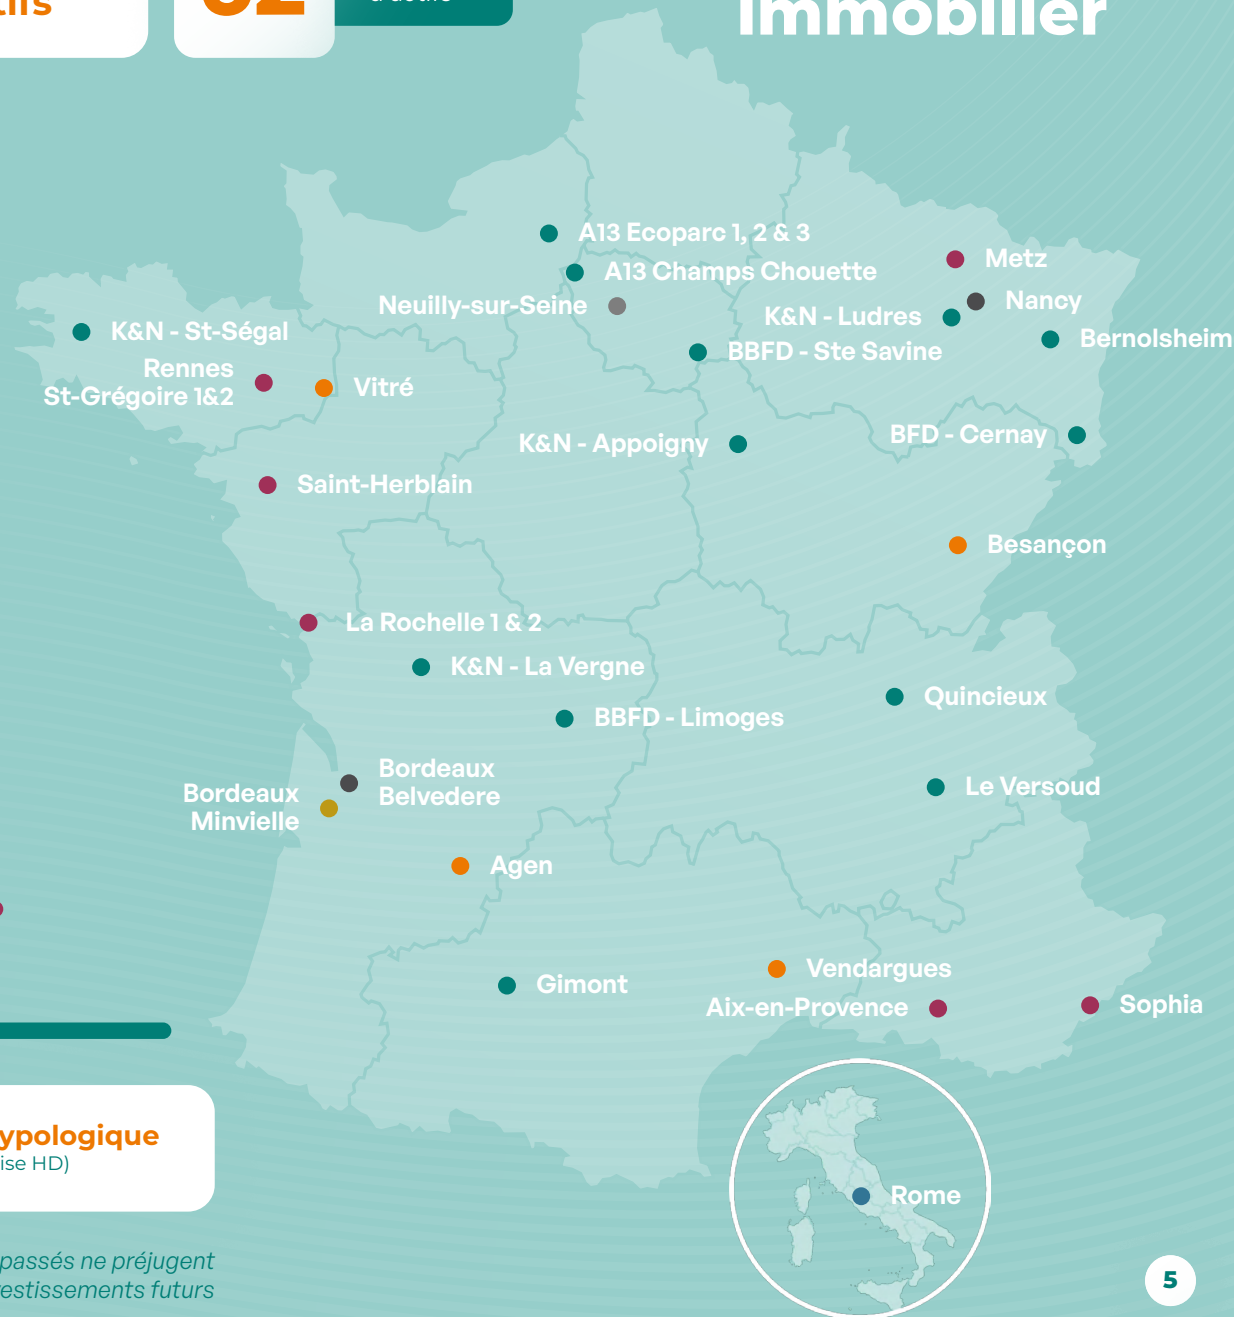 immobilier
A13 Ecoparc 1, 2 & 3
Metz
A13 Champs Chouette
Nancy
Neuilly-sur-Seine
K&N - Ludres
K&N - St-Ségal
Bernolsheim
BBFD - Ste Savine
Rennes
St-Grégoire 1&2
Vitré
K&N - Appoigny
BFD - Cernay
Saint-Herblain
Besançon
La Rochelle 1 & 2
K&N - La Vergne
Quincieux
BBFD - Limoges
Bordeaux
Belvedere
Le Versoud
Bordeaux
Minvielle
Agen
Vendargues
Gimont
Aix-en-Provence
Sophia
ypologique
ise HD)
Rome
passés ne préjugent
estissements futurs
5